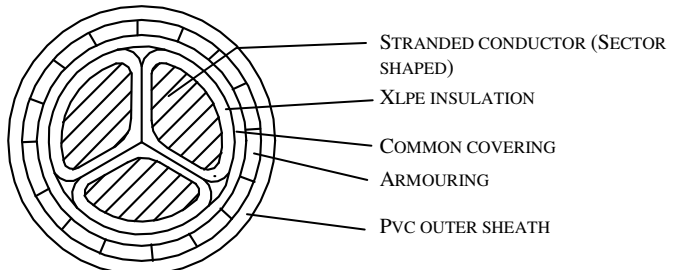 STRANDED CONDUCTOR (SECTOR
SHAPED)
XLPE INSULATION
COMMON COVERING
ARMOURING
PVC OUTER SHEATH